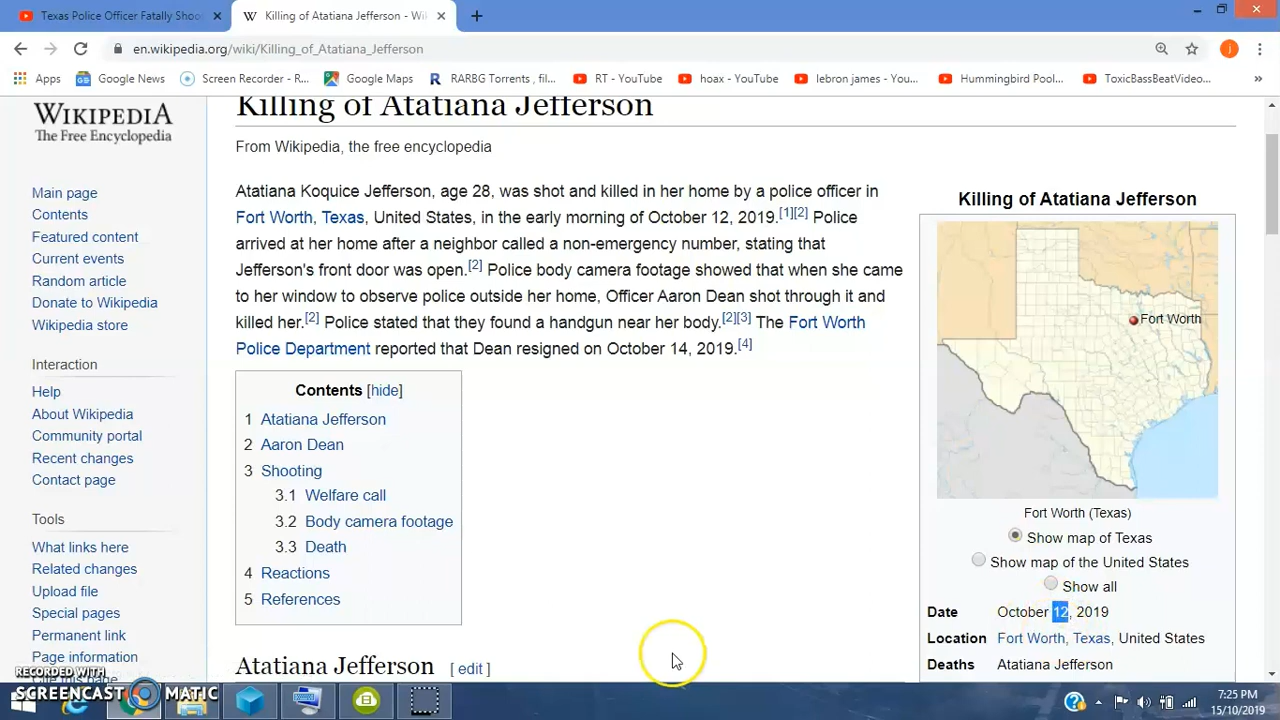 Texas Police Officer Fatally Shoo
Killing of Atatiana Jefferson - Wi
en.wikipedia.org/wiki/Killing_of_Atatiana_Jefferson
j
Apps
Google News
Screen Recorder - R...
Google Maps
RARBG Torrents , fil...
RT - YouTube
hoax - YouTube
lebron james - You...
Hummingbird Pool...
ToxicBassBeatVideo...
»
WIKIPEDIA
The Free Encyclopedia
Main page
Contents
Featured content
Current events
Random article
Donate to Wikipedia
Wikipedia store
Interaction
Help
About Wikipedia
Community portal
Recent changes
Contact page
Tools
What links here
Related changes
Upload file
Special pages
Permanent link
Page information
Cite this page
Killing of Atatiana Jefferson
From Wikipedia, the free encyclopedia
Atatiana Koquice Jefferson, age 28, was shot and killed in her home by a police officer in
Fort Worth, Texas, United States, in the early morning of October 12, 2019.[1][2] Police
arrived at her home after a neighbor called a non-emergency number, stating that
Jefferson's front door was open.[2] Police body camera footage showed that when she came
to her window to observe police outside her home, Officer Aaron Dean shot through it and
killed her.[2] Police stated that they found a handgun near her body.[2][3] The Fort Worth
Police Department reported that Dean resigned on October 14, 2019.[4]
Contents [hide]
1 Atatiana Jefferson
2 Aaron Dean
3 Shooting
3.1 Welfare call
3.2 Body camera footage
3.3 Death
4 Reactions
5 References
Atatiana Jefferson [ edit ]
Killing of Atatiana Jefferson
Fort Worth
Fort Worth (Texas)
Show map of Texas
Show map of the United States
Show all
Date October 12, 2019
Location Fort Worth, Texas, United States
Deaths Atatiana Jefferson
RECORDED WITH
SCREENCAST MATIC
7:25 PM
15/10/2019